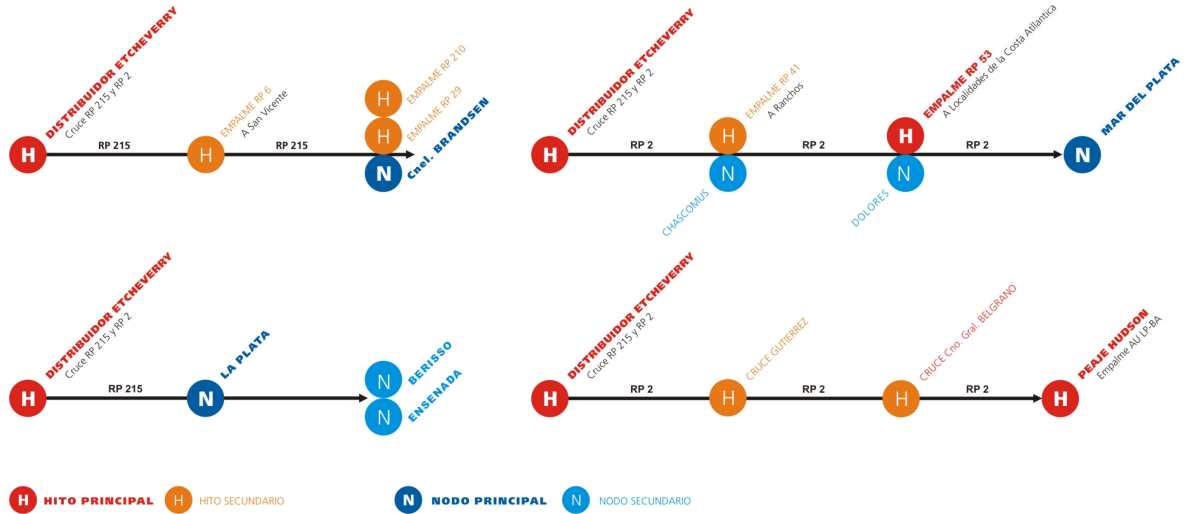 DISTRIBUIDOR ETCHEVERRY
Cruce RP 215 y RP 2
H
RP 215
EMPALME RP 6
A San Vicente
H
RP 215
EMPALME RP 210
H
EMPALME RP 29
H
N
Cnel. BRANDSEN
DISTRIBUIDOR ETCHEVERRY
Cruce RP 215 y RP 2
H
RP 2
EMPALME RP 41
A Ranchos
H
N
CHASCOMUS
RP 2
EMPALME RP 53
A Localidades de la Costa Atllantica
H
N
DOLORES
RP 2
MAR DEL PLATA
N
DISTRIBUIDOR ETCHEVERRY
Cruce RP 215 y RP 2
H
RP 215
LA PLATA
N
BERISSO
N
ENSENADA
N
DISTRIBUIDOR ETCHEVERRY
Cruce RP 215 y RP 2
H
RP 2
CRUCE GUTIERREZ
H
RP 2
CRUCE Cno. Gral. BELGRANO
H
RP 2
PEAJE HUDSON
Empalme AU LP-BA
H
H HITO PRINCIPAL
H HITO SECUNDARIO
N NODO PRINCIPAL
N NODO SECUNDARIO